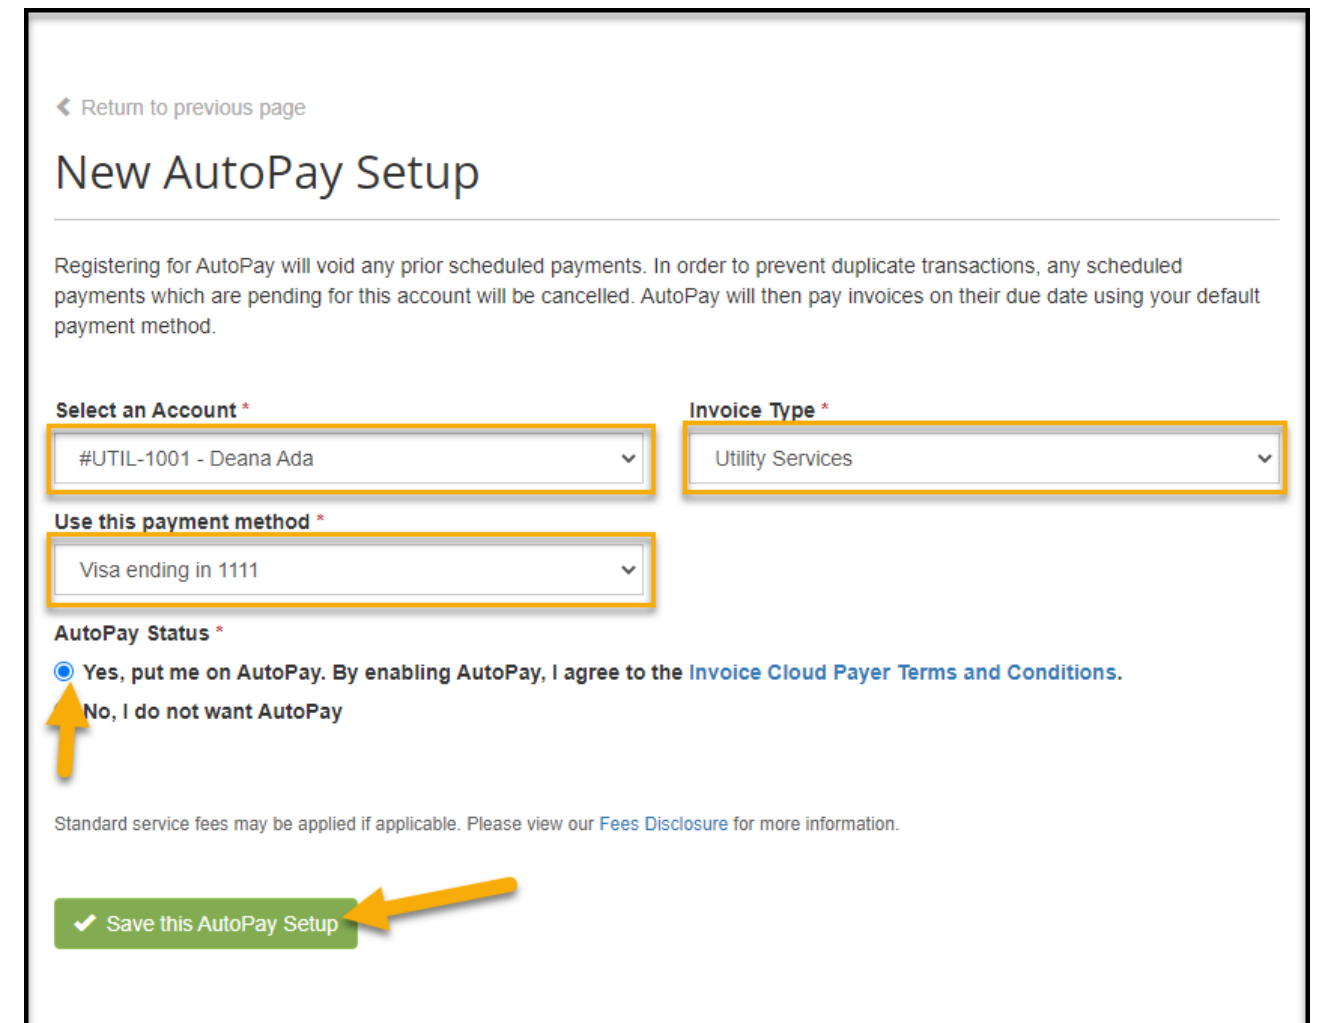 Return to previous page
New AutoPay Setup
Registering for AutoPay will void any prior scheduled payments. In order to prevent duplicate transactions, any scheduled
payments which are pending for this account will be cancelled. AutoPay will then pay invoices on their due date using your default
payment method.
Select an Account *
Invoice Type *
#UTIL-1001 - Deana Ada
Utility Services
Use this payment method *
Visa ending in 1111
AutoPay Status *
Yes, put me on AutoPay. By enabling AutoPay, I agree to the Invoice Cloud Payer Terms and Conditions.
No, I do not want AutoPay
Standard service fees may be applied if applicable. Please view our Fees Disclosure for more information.
Save this AutoPay Setup